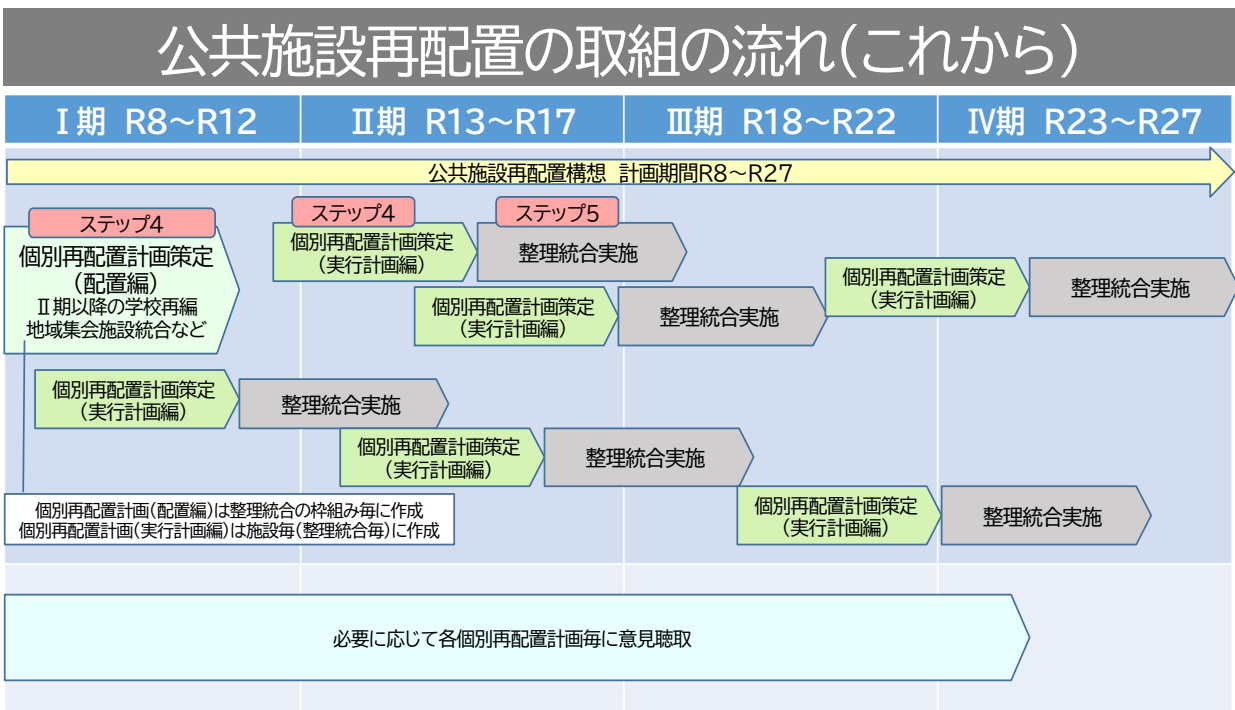 公共施設再配置の取組の流れ(これから)
Ⅰ期 R8～R12
Ⅱ期 R13～R17
Ⅲ期 R18～R22
Ⅳ期 R23～R27
公共施設再配置構想 計画期間R8～R27
ステップ4
個別再配置計画策定
(配置編)
Ⅱ期以降の学校再編
地域集会施設統合など
ステップ4
個別再配置計画策定
(実行計画編)
ステップ5
整理統合実施
個別再配置計画策定
(実行計画編)
整理統合実施
個別再配置計画策定
(実行計画編)
整理統合実施
個別再配置計画策定
(実行計画編)
整理統合実施
個別再配置計画策定
(実行計画編)
整理統合実施
個別再配置計画策定
(実行計画編)
整理統合実施
個別再配置計画(配置編)は整理統合の枠組み毎に作成
個別再配置計画(実行計画編)は施設毎(整理統合毎)に作成
必要に応じて各個別再配置計画毎に意見聴取